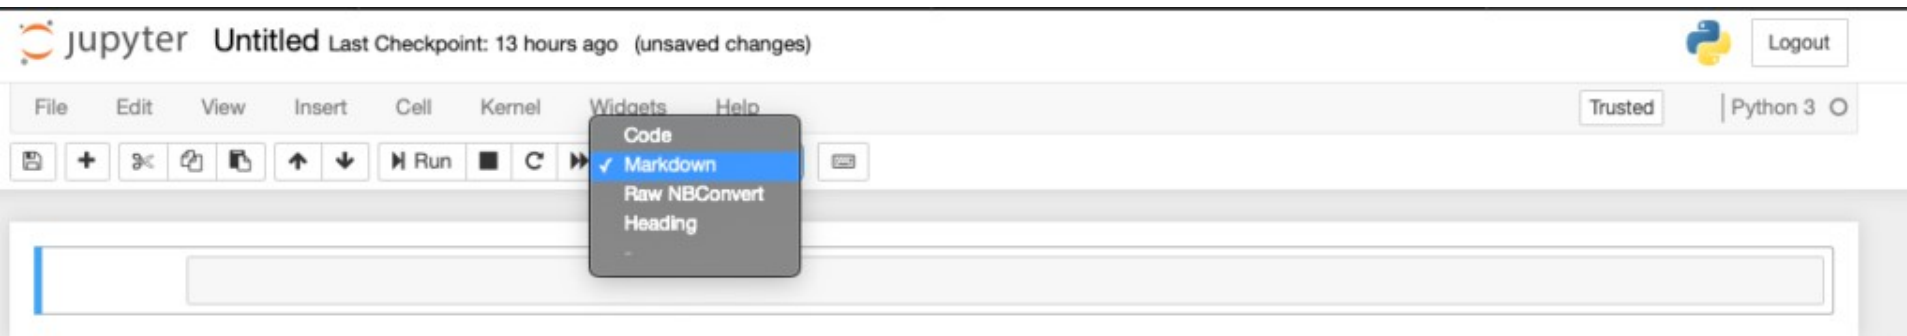 jupyter Untitled Last Checkpoint: 13 hours ago (unsaved changes) Logout
File Edit View Insert Cell Kernel Widgets Help Trusted Python 3
Run
Code
Markdown
Raw NBConvert
Heading
-